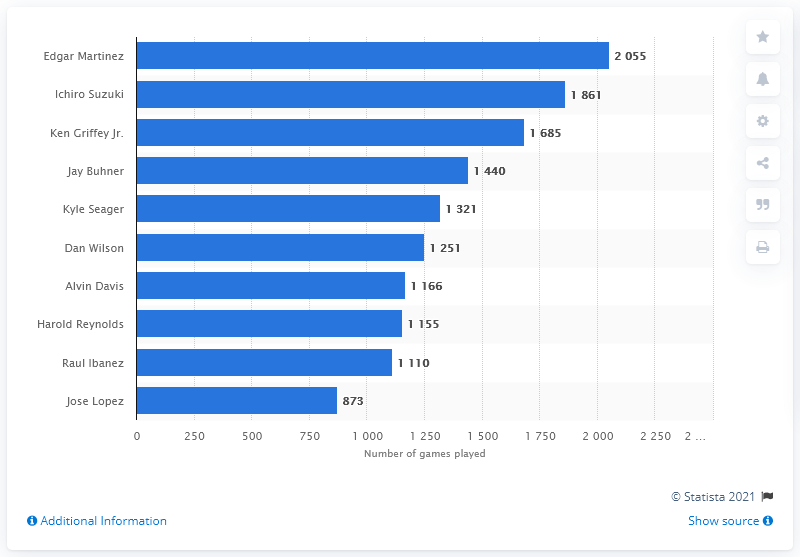 Edgar Martinez 2 055
Ichiro Suzuki 1 861
Ken Griffey Jr. 1 685
Jay Buhner 1 440
Kyle Seager 1 321
Dan Wilson 1 251
Alvin Davis 1 166
Harold Reynolds 1 155
Raul Ibanez 1 110
Jose Lopez 873
0 250 500 750 1 000 1 250 1 500 1 750 2 000 2 250 2 ...
Number of games played
© Statista 2021
Additional Information Show source